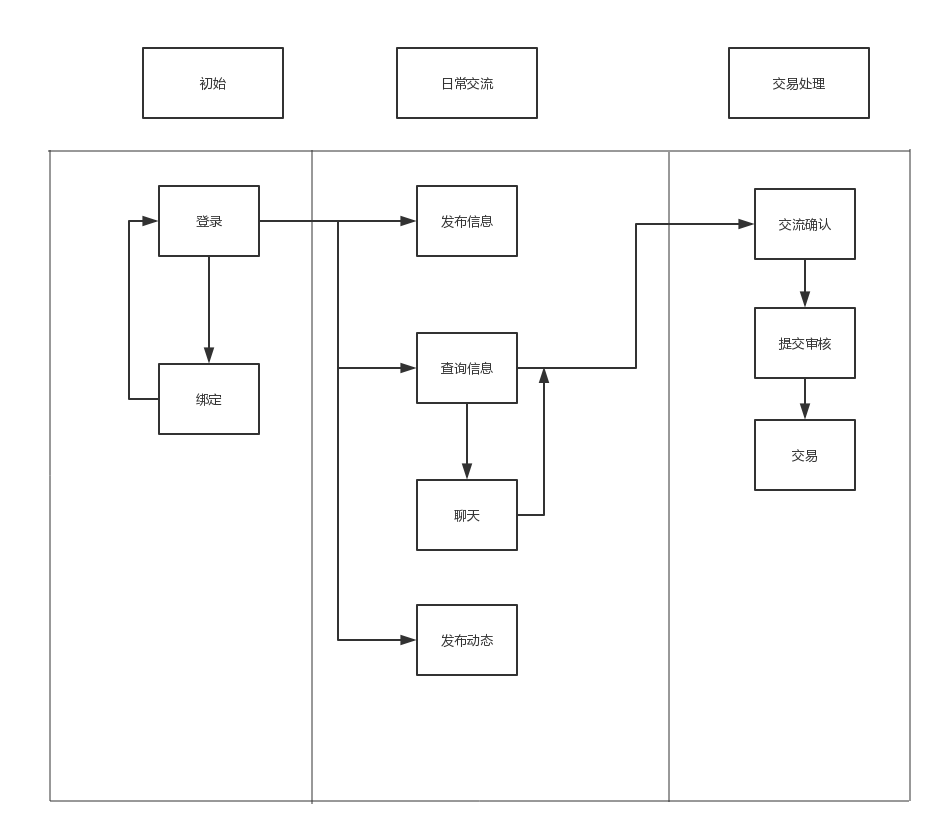 初始
日常交流
交易处理
登录
绑定
发布信息
查询信息
聊天
发布动态
交流确认
提交审核
交易